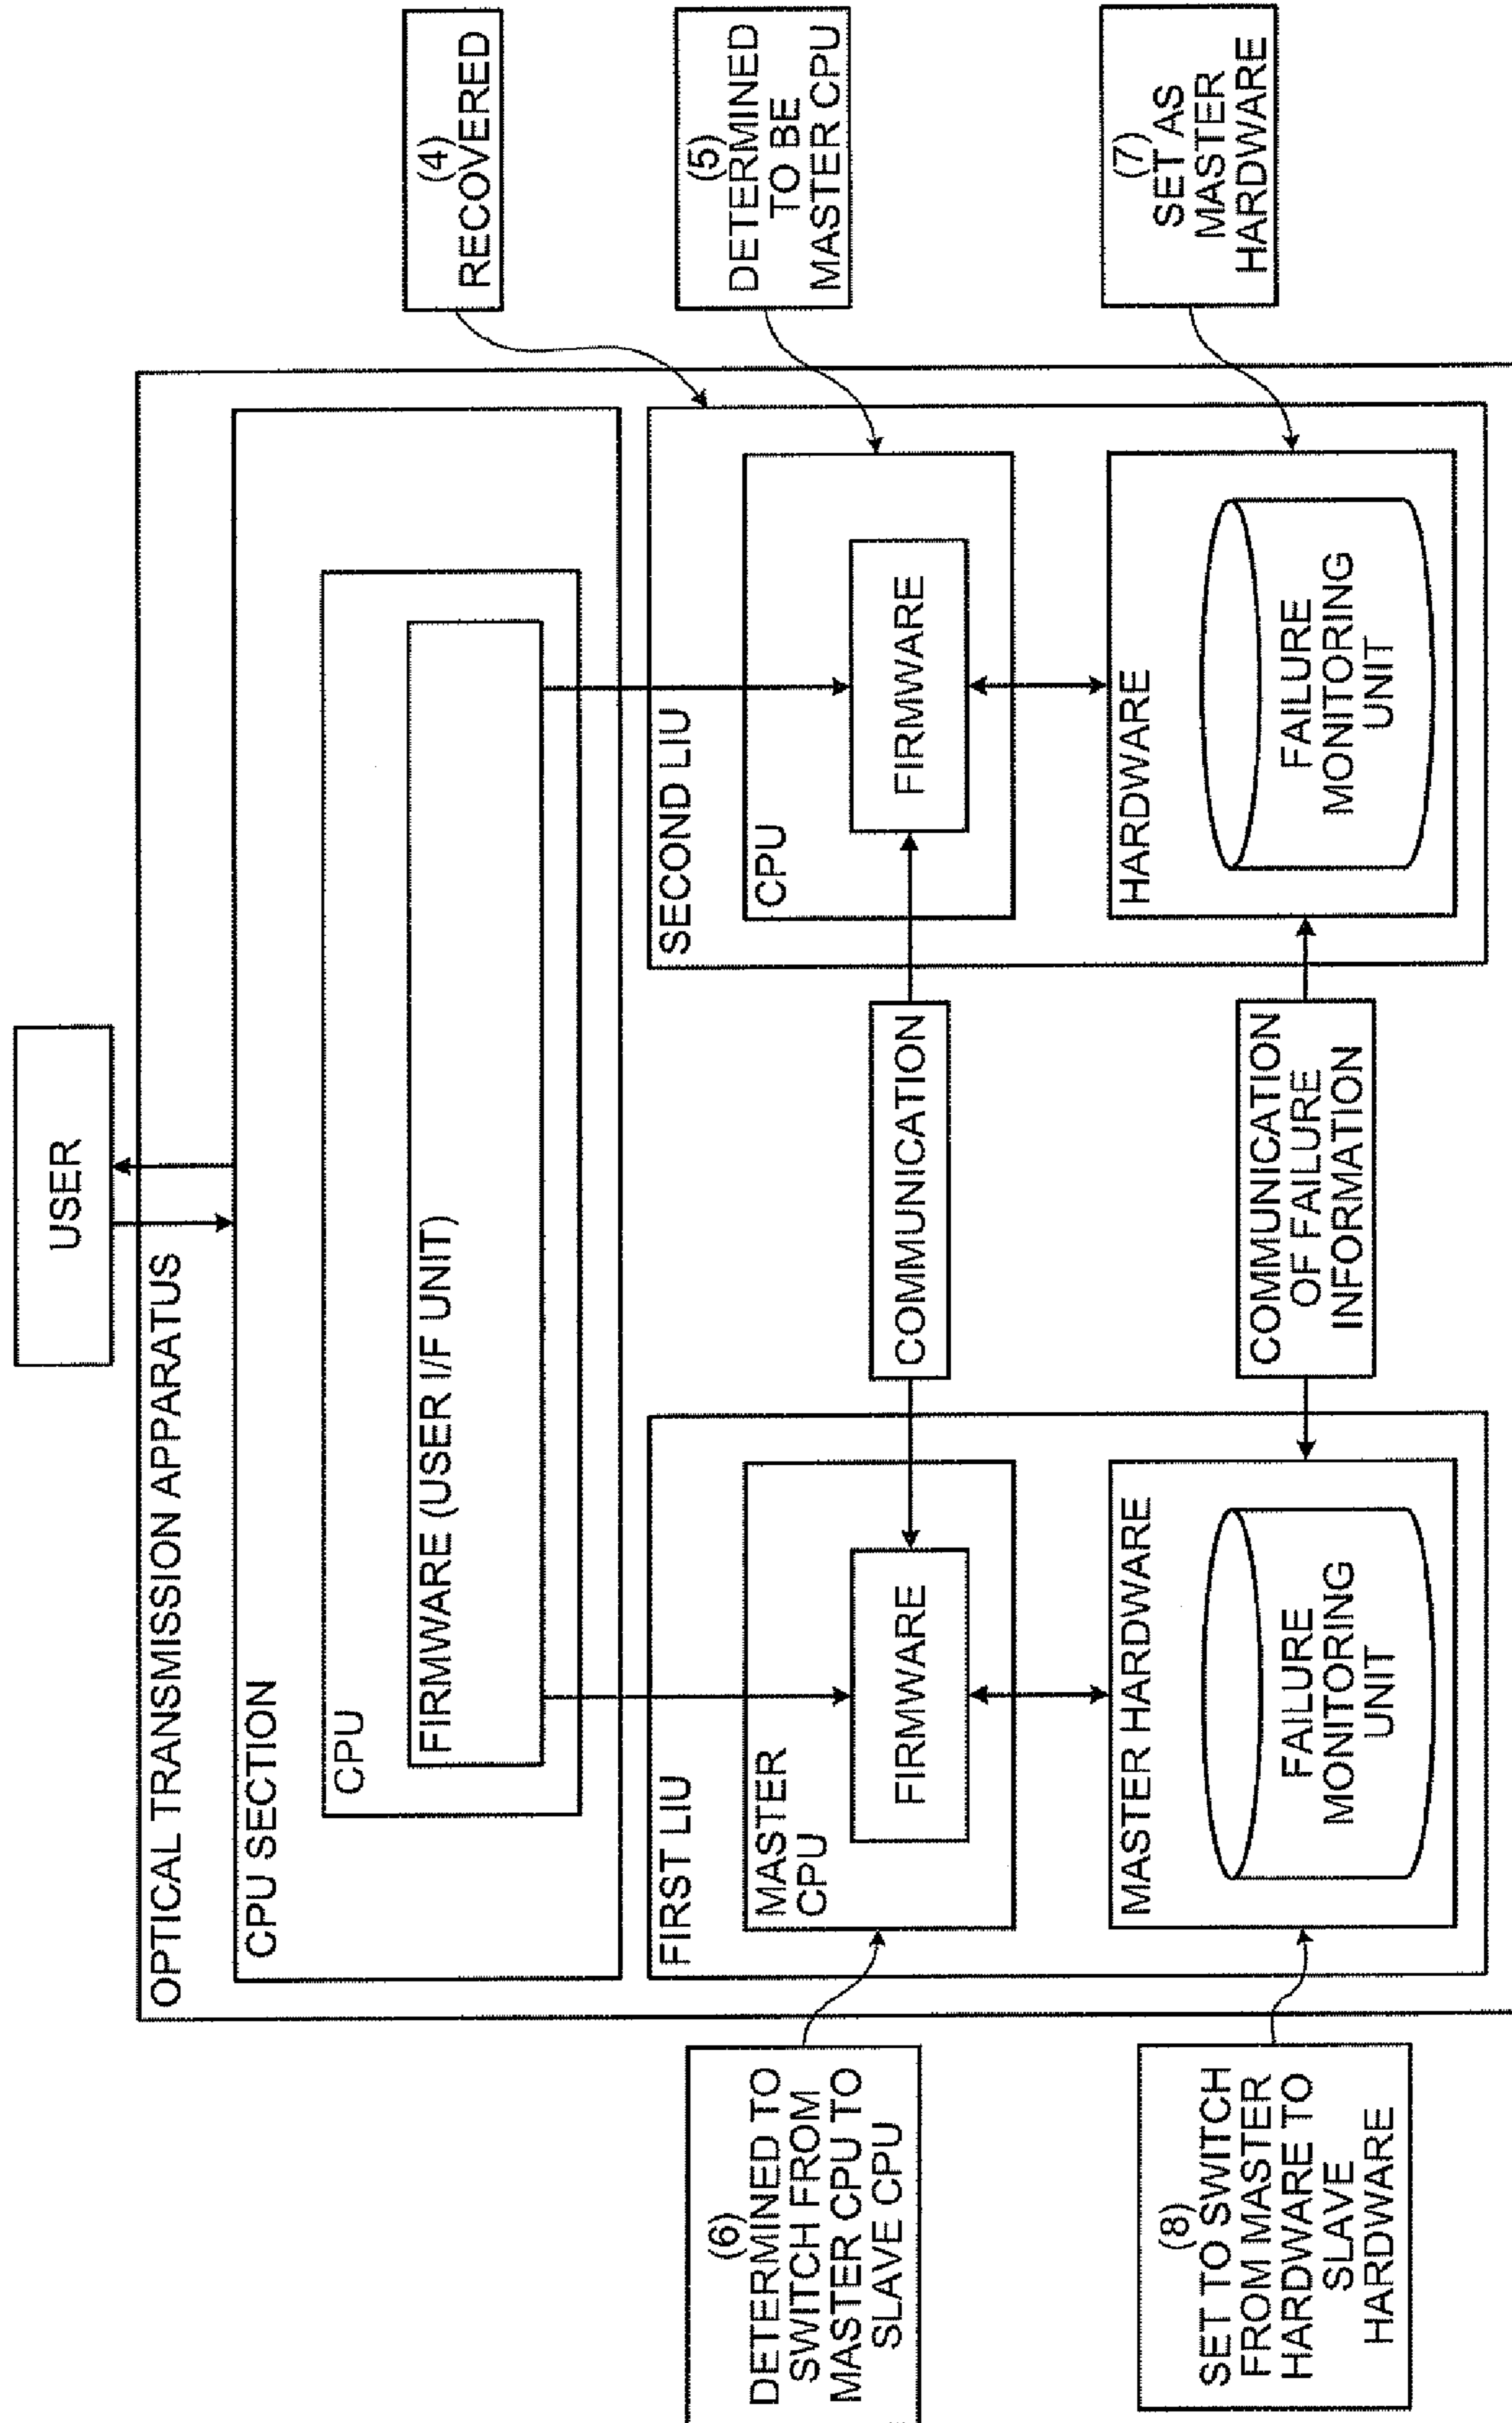 USER
OPTICAL TRANSMISSION APPARATUS
CPU SECTION
CPU
FIRMWARE (USER I/F UNIT)
(4)
RECOVERED
FIRST LIU
SECOND LIU
(6)
DETERMINED TO
SWITCH FROM
MASTER CPU TO
SLAVE CPU
MASTER
CPU
FIRMWARE
COMMUNICATION
CPU
FIRMWARE
(5)
DETERMINED
TO BE
MASTER CPU
(8)
SET TO SWITCH
FROM MASTER
HARDWARE TO
SLAVE
HARDWARE
MASTER HARDWARE
FAILURE
MONITORING
UNIT
COMMUNICATION
OF FAILURE
INFORMATION
HARDWARE
FAILURE
MONITORING
UNIT
(7)
SET AS
MASTER
HARDWARE